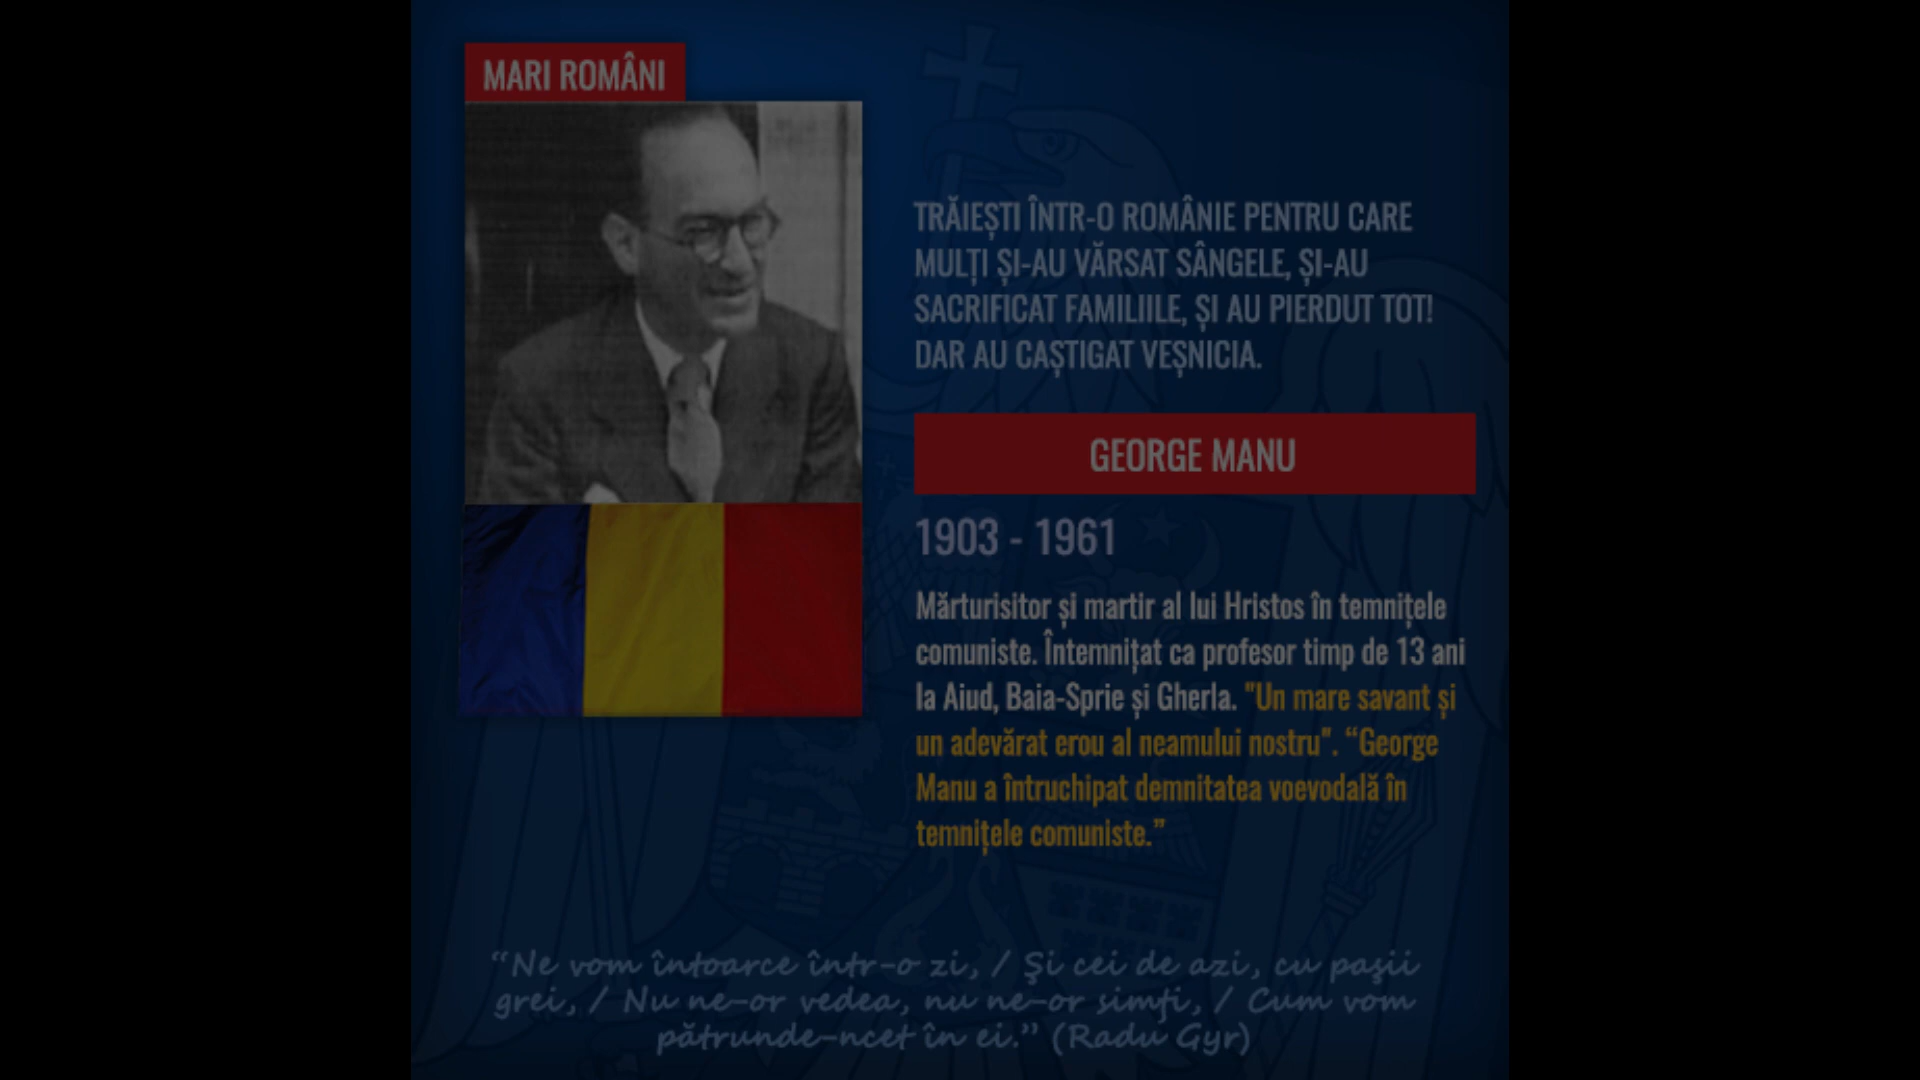 MARI ROMÂNI
TRĂIEȘTI ÎNTR-O ROMÂNIE PENTRU CARE
MULȚI ȘI-AU VĂRSAT SÂNGELE, ȘI-AU
SACRIFICAT FAMILIILE, ȘI AU PIERDUT TOT!
DAR AU CAȘTIGAT VEȘNICIA.
GEORGE MANU
1903 - 1961
Mărturisitor și martir al lui Hristos în temnițele
comuniste. Întemnițat ca profesor timp de 13 ani
la Aiud, Baia-Sprie și Gherla. "Un mare savant și
un adevărat erou al neamului nostru". “George
Manu a întruchipat demnitatea voevodală în
temnițele comuniste.”
“Ne vom întoarce într-o zi, / Şi cei de azi, cu paşii
grei, / Nu ne-or vedea, nu ne-or simţi, / Cum vom
pătrunde-ncet în ei.” (Radu Gyr)